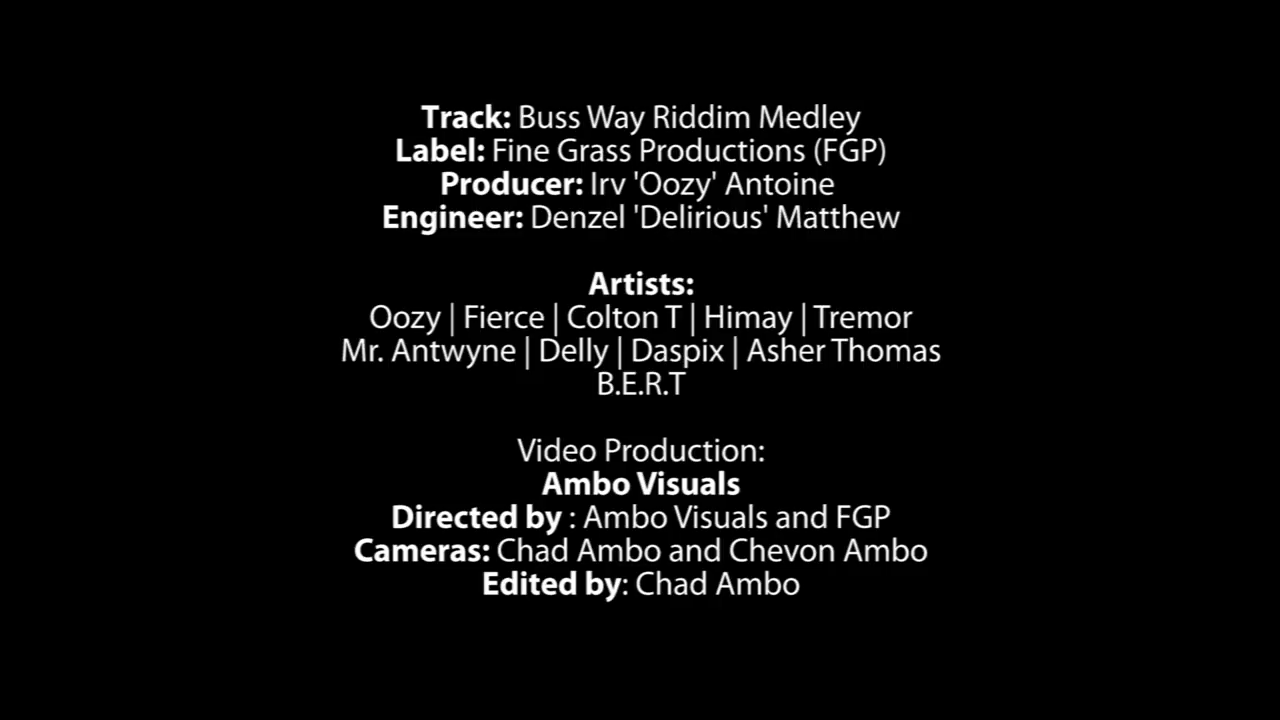 Track: Buss Way Riddim Medley
Label: Fine Grass Productions (FGP)
Producer: Irv 'Oozy' Antoine
Engineer: Denzel 'Delirious' Matthew
Artists:
Oozy | Fierce | Colton T | Himay | Tremor
Mr. Antwyne | Delly | Daspix | Asher Thomas
B.E.R.T
Video Production:
Ambo Visuals
Directed by : Ambo Visuals and FGP
Cameras: Chad Ambo and Chevon Ambo
Edited by: Chad Ambo